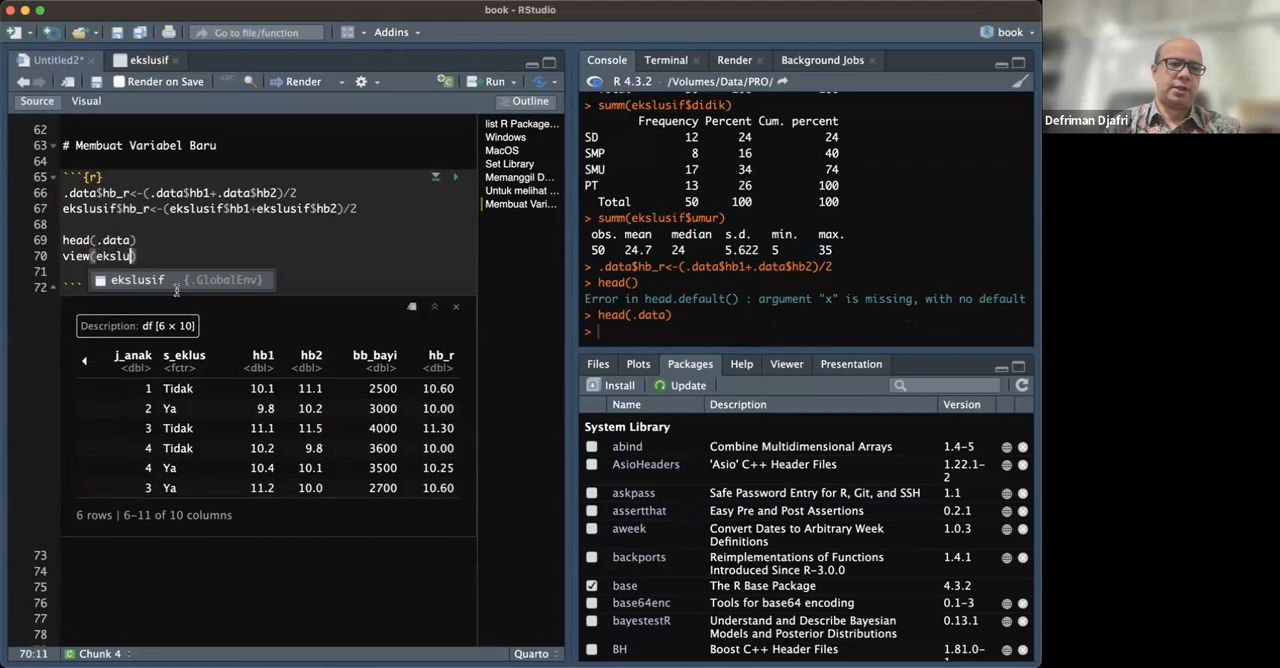 book - RStudio
Go to file/function
Addins
book
Untitled2*
ekslusif
Render on Save
ABC
Render
Run
Source
Visual
Outline
62
63 # Membuat Variabel Baru
64
65 ```{r}
66 .data$hb_r<-(.data$hb1+.data$hb2)/2
67 ekslusif$hb_r<-(ekslusif$hb1+ekslusif$hb2)/2
68
69 head(.data)
70 view(ekslu)
71
ekslusif {.GlobalEnv}
72 ```
Description: df [6 × 10]
j_anak s_eklus hb1 hb2 bb_bayi hb_r
<dbl> <fctr> <dbl> <dbl> <dbl> <dbl>
1 Tidak 10.1 11.1 2500 10.60
2 Ya 9.8 10.2 3000 10.00
3 Tidak 11.1 11.5 4000 11.30
4 Tidak 10.2 9.8 3600 10.00
4 Ya 10.4 10.1 3500 10.25
3 Ya 11.2 10.0 2700 10.60
6 rows | 6-11 of 10 columns
73
74
75
76
77
78
70:11
Chunk 4
Quarto
list R Package...
Windows
MacOS
Set Library
Memanggil D...
Untuk melihat ...
Membuat Vari...
Console
Terminal
Render
Background Jobs
R 4.3.2 · /Volumes/Data/PRO/
> summ(ekslusif$didik)
Frequency Percent Cum. percent
SD 12 24 24
SMP 8 16 40
SMU 17 34 74
PT 13 26 100
Total 50 100 100
> summ(ekslusif$umur)
obs. mean median s.d. min. max.
50 24.7 24 5.622 5 35
> .data$hb_r<-(.data$hb1+.data$hb2)/2
> head()
Error in head.default() : argument "x" is missing, with no default
> head(.data)
>
Files
Plots
Packages
Help
Viewer
Presentation
Install
Update
Name Description Version
System Library
abind Combine Multidimensional Arrays 1.4-5
AsioHeaders 'Asio' C++ Header Files 1.22.1-
2
askpass Safe Password Entry for R, Git, and SSH 1.1
assertthat Easy Pre and Post Assertions 0.2.1
aweek Convert Dates to Arbitrary Week 1.0.3
Definitions
backports Reimplementations of Functions 1.4.1
Introduced Since R-3.0.0
base The R Base Package 4.3.2
base64enc Tools for base64 encoding 0.1-3
bayestestR Understand and Describe Bayesian 0.13.1
Models and Posterior Distributions
BH Boost C++ Header Files 1.81.0-
Defriman Djafri